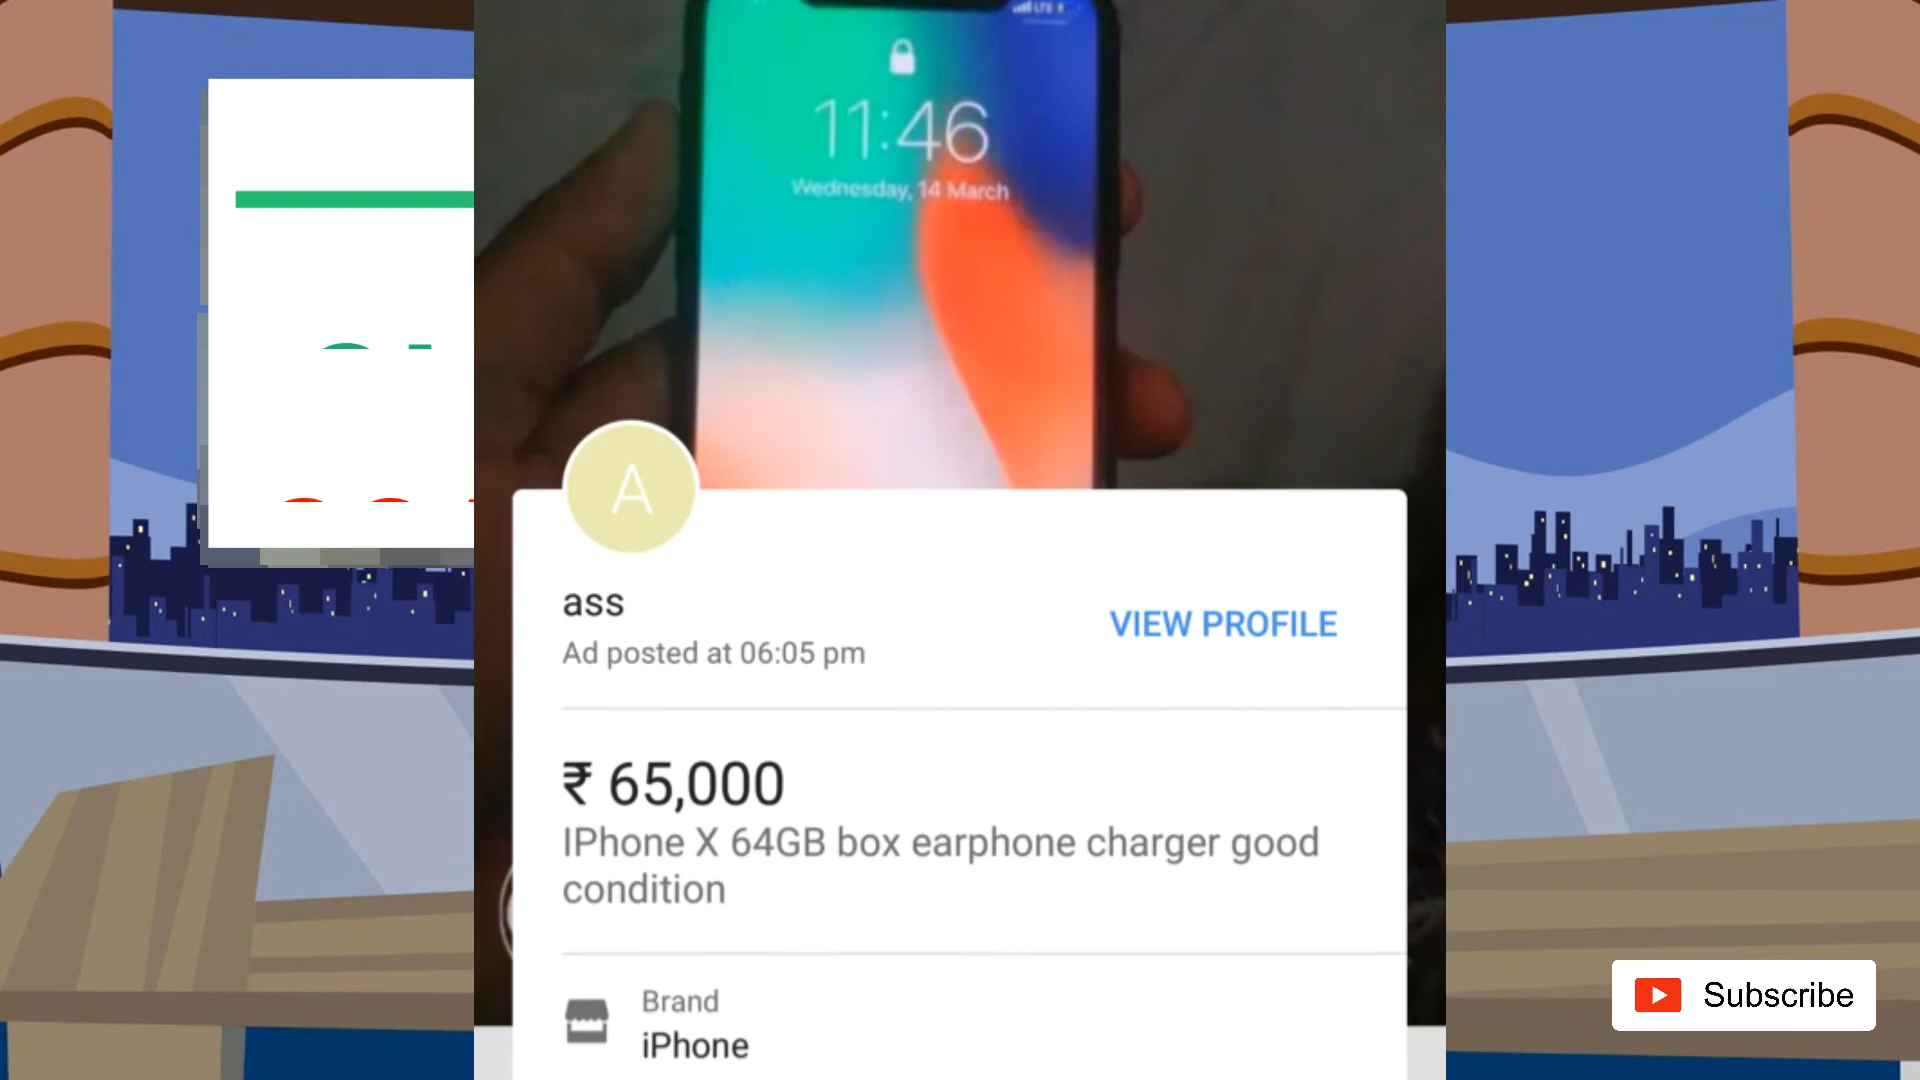 LTE
11:46
Wednesday, 14 March
A
ass
VIEW PROFILE
Ad posted at 06:05 pm
₹ 65,000
IPhone X 64GB box earphone charger good
condition
Brand
iPhone
Subscribe